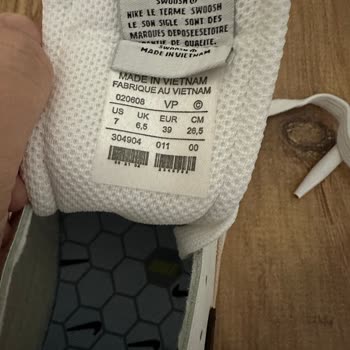 SWOOSH
NIKE LE TERME SWOOSH
LE SON SIGLE SONT DES
MARQUES DEPOSEESETDE
DE QUALITE.
MADE IN VIETNAM
MADE IN VIETNAM
FABRIQUE AU VIETNAM
020608 VP ©
US UK EUR CM
7 6,5 39 26,5
304904 011 00